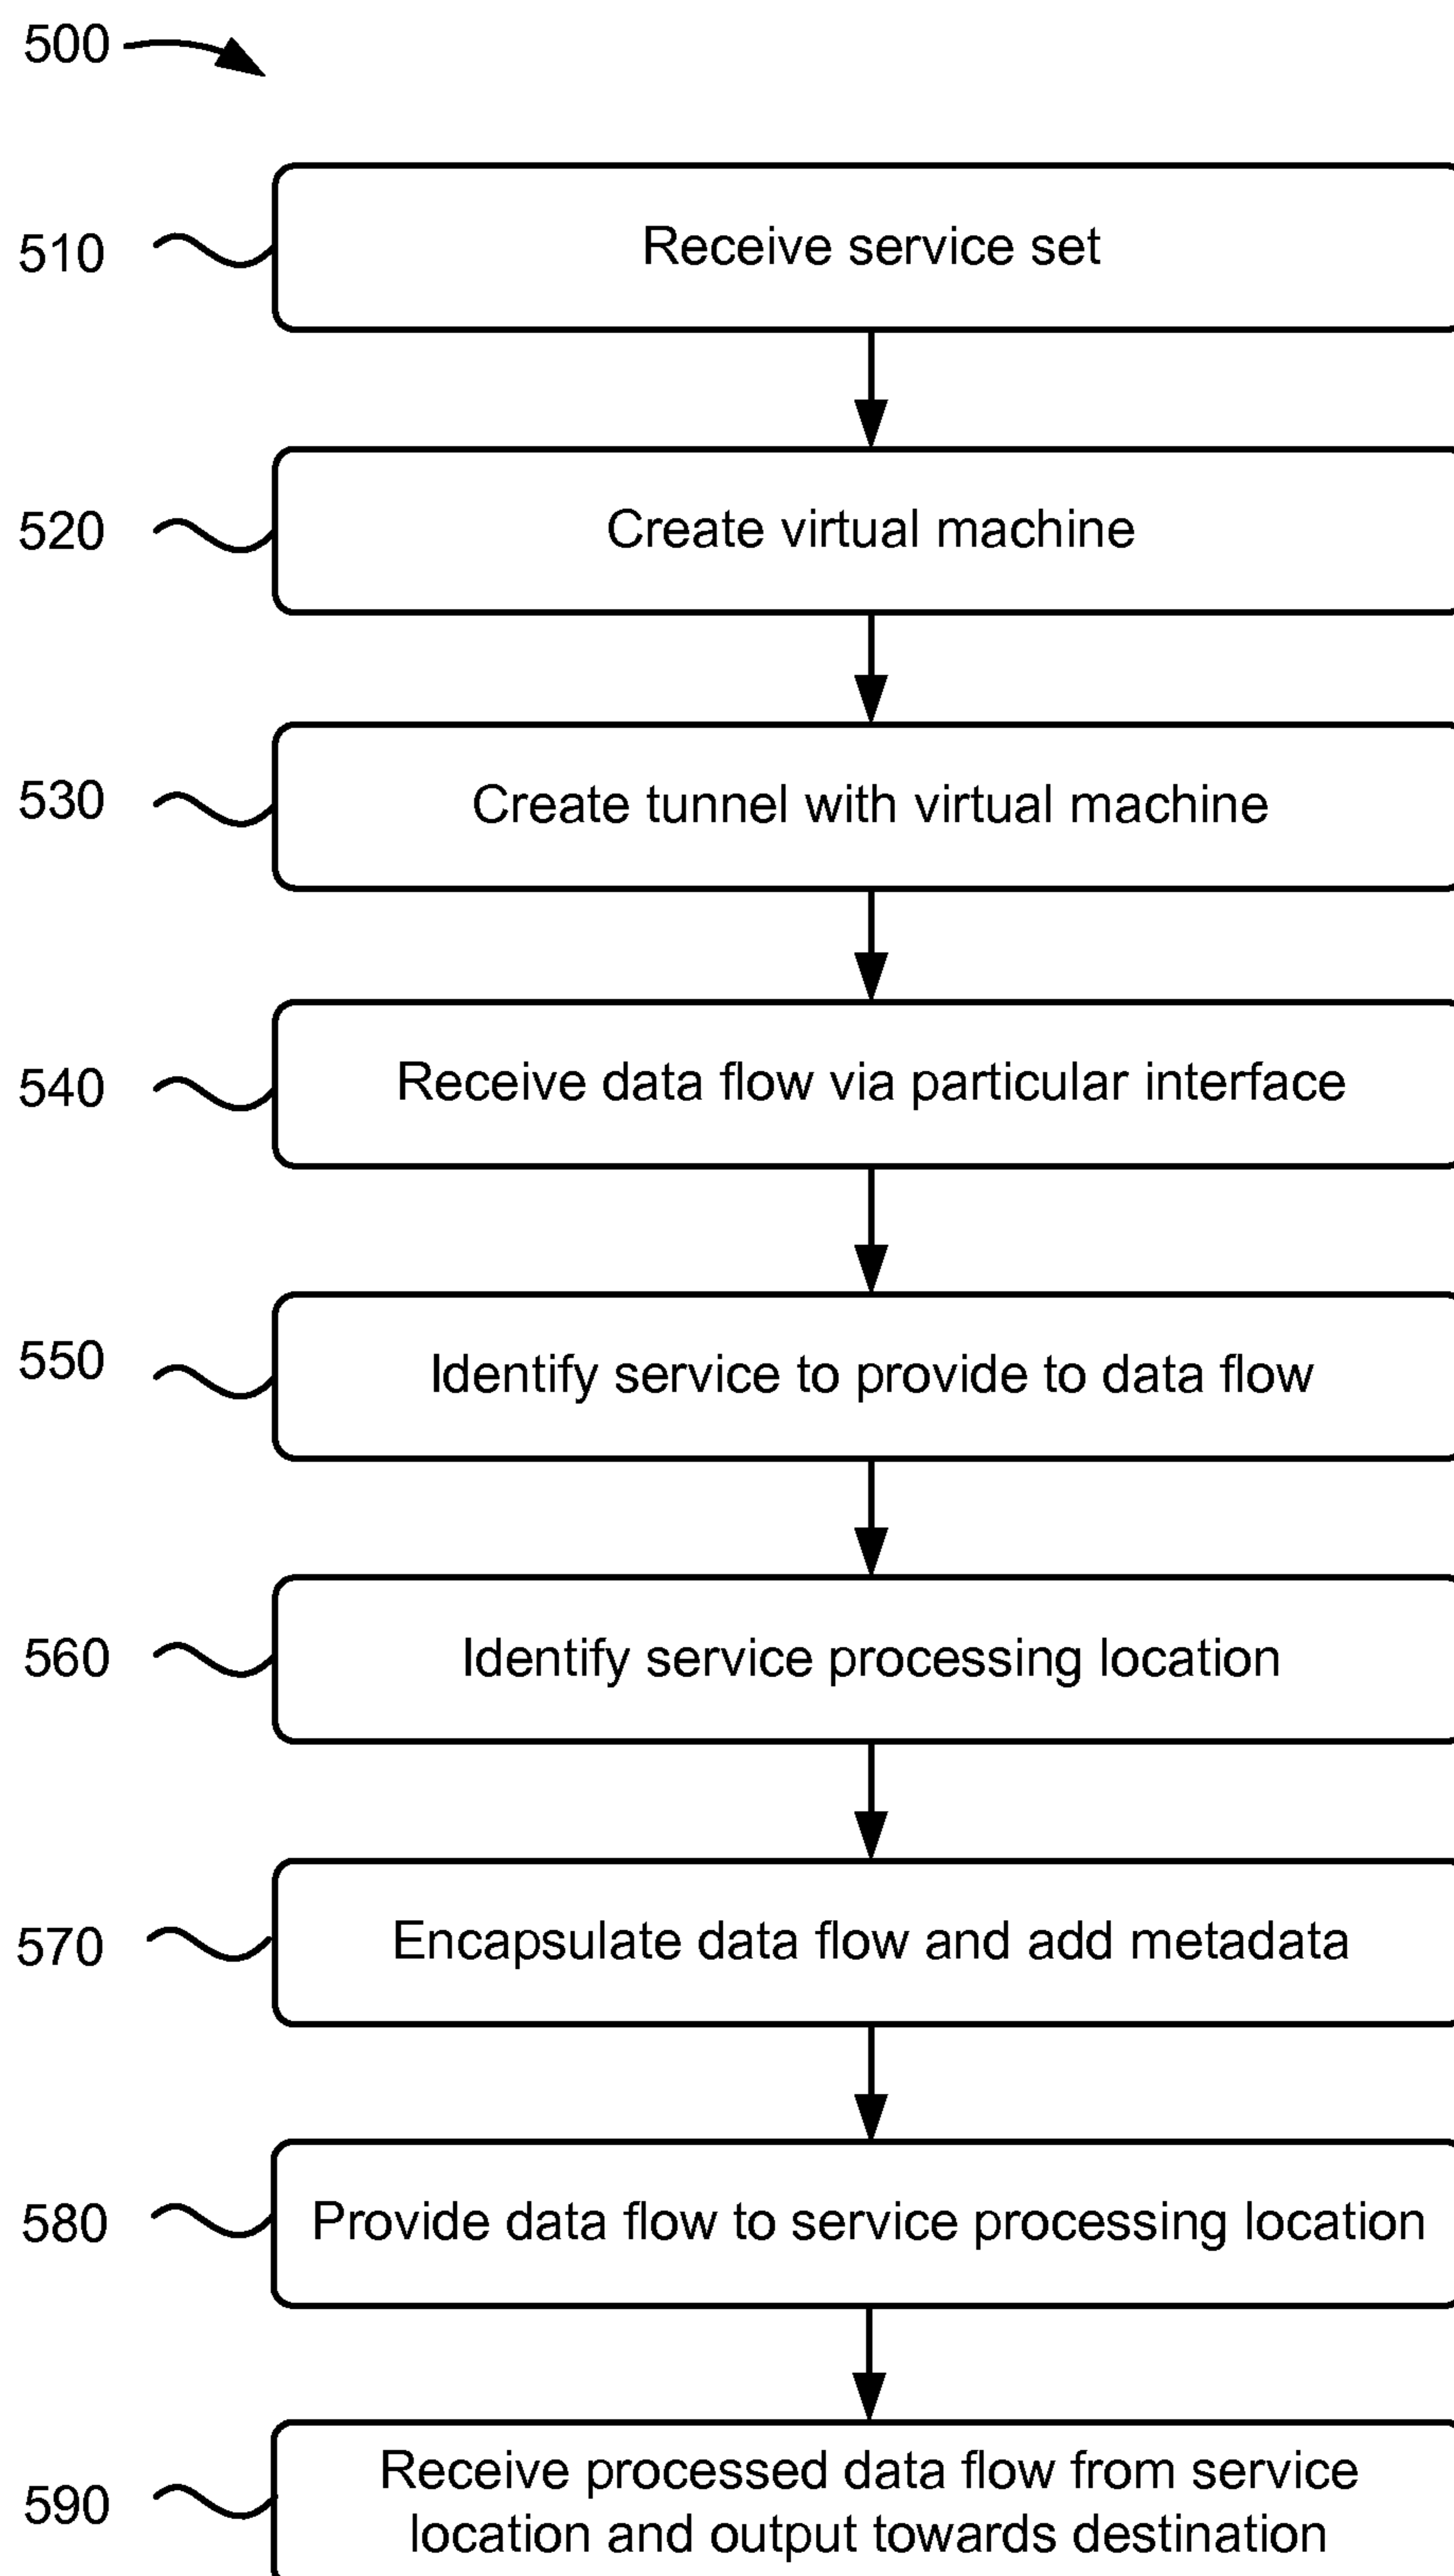 500
510
Receive service set
520
Create virtual machine
530
Create tunnel with virtual machine
540
Receive data flow via particular interface
550
Identify service to provide to data flow
560
Identify service processing location
570
Encapsulate data flow and add metadata
580
Provide data flow to service processing location
590
Receive processed data flow from service
location and output towards destination